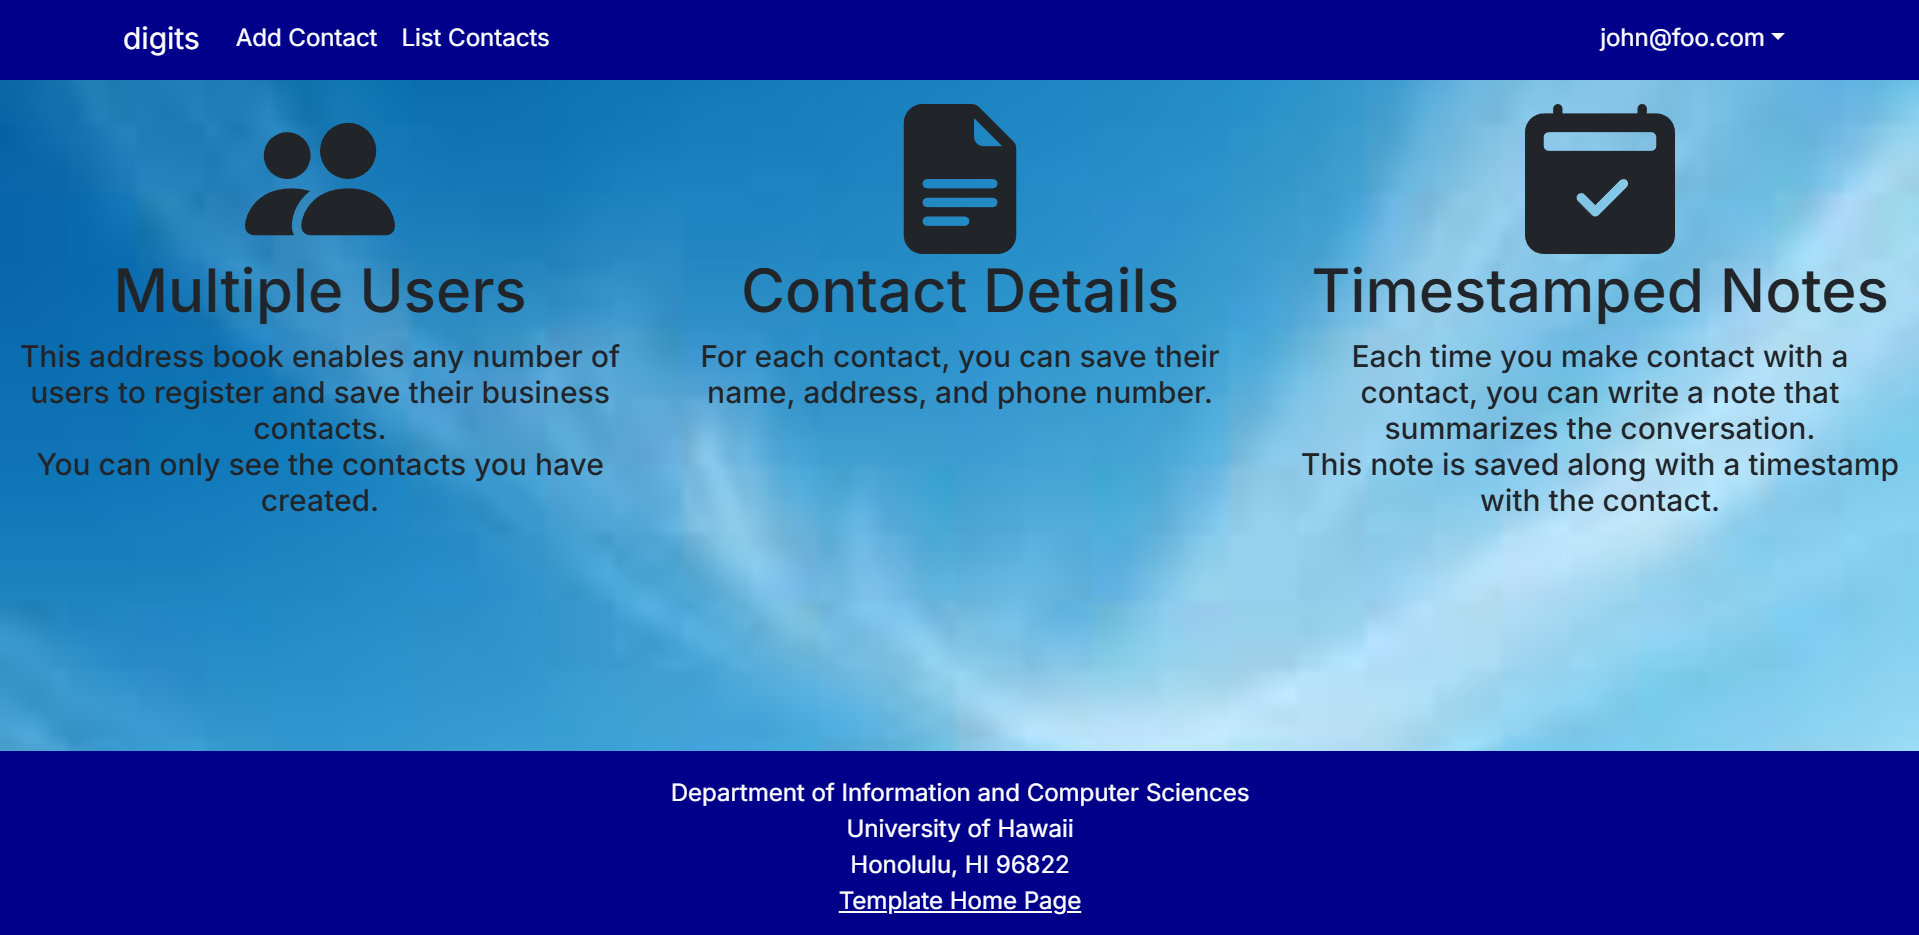 digits Add Contact List Contacts john@foo.com
Multiple Users
This address book enables any number of
users to register and save their business
contacts.
You can only see the contacts you have
created.
Contact Details
For each contact, you can save their
name, address, and phone number.
Timestamped Notes
Each time you make contact with a
contact, you can write a note that
summarizes the conversation.
This note is saved along with a timestamp
with the contact.
Department of Information and Computer Sciences
University of Hawaii
Honolulu, HI 96822
Template Home Page